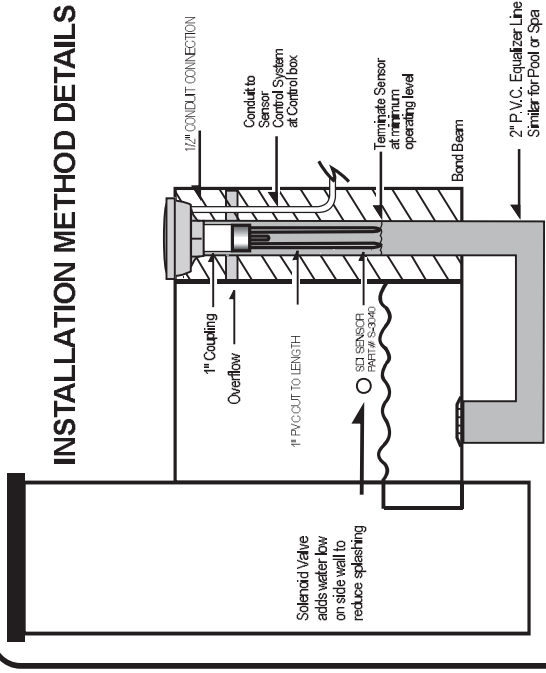 INSTALLATION METHOD DETAILS
1/2" CONDUIT CONNECTION
Conduit to
Sensor
Control System
at Control box
Terminate Sensor
at minimum
operating level
Bond Beam
2" P.V.C. Equalizer Line
Similar for Pool or Spa
1" Coupling
Overflow
1" PVC CUT TO LENGTH
SDI SENSOR
PART# S-3040
Solenoid Valve
adds water low
on side wall to
reduce splashing